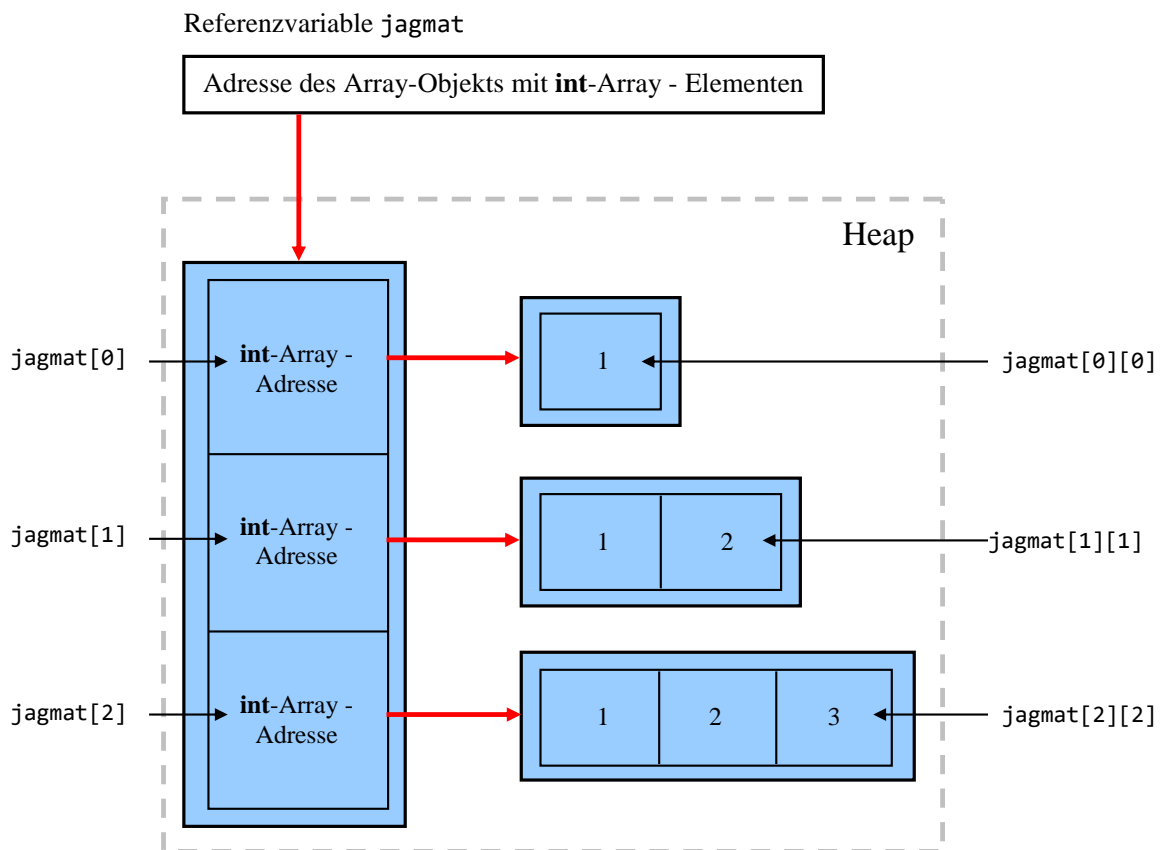 Referenzvariable jagmat
Adresse des Array-Objekts mit int-Array - Elementen
Heap
jagmat[0]
int-Array -
Adresse
1
jagmat[0][0]
jagmat[1]
int-Array -
Adresse
1 2
jagmat[1][1]
jagmat[2]
int-Array -
Adresse
1 2 3
jagmat[2][2]